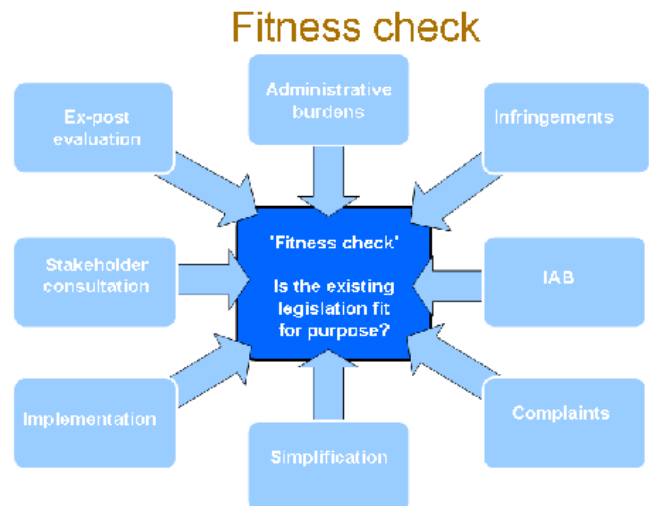 Fitness check
Administrative
burdens
Ex-post
evaluation
Infringements
'Fitness check'
Is the existing
legislation fit
for purpose?
Stakeholder
consultation
IAB
Implementation
Complaints
Simplification